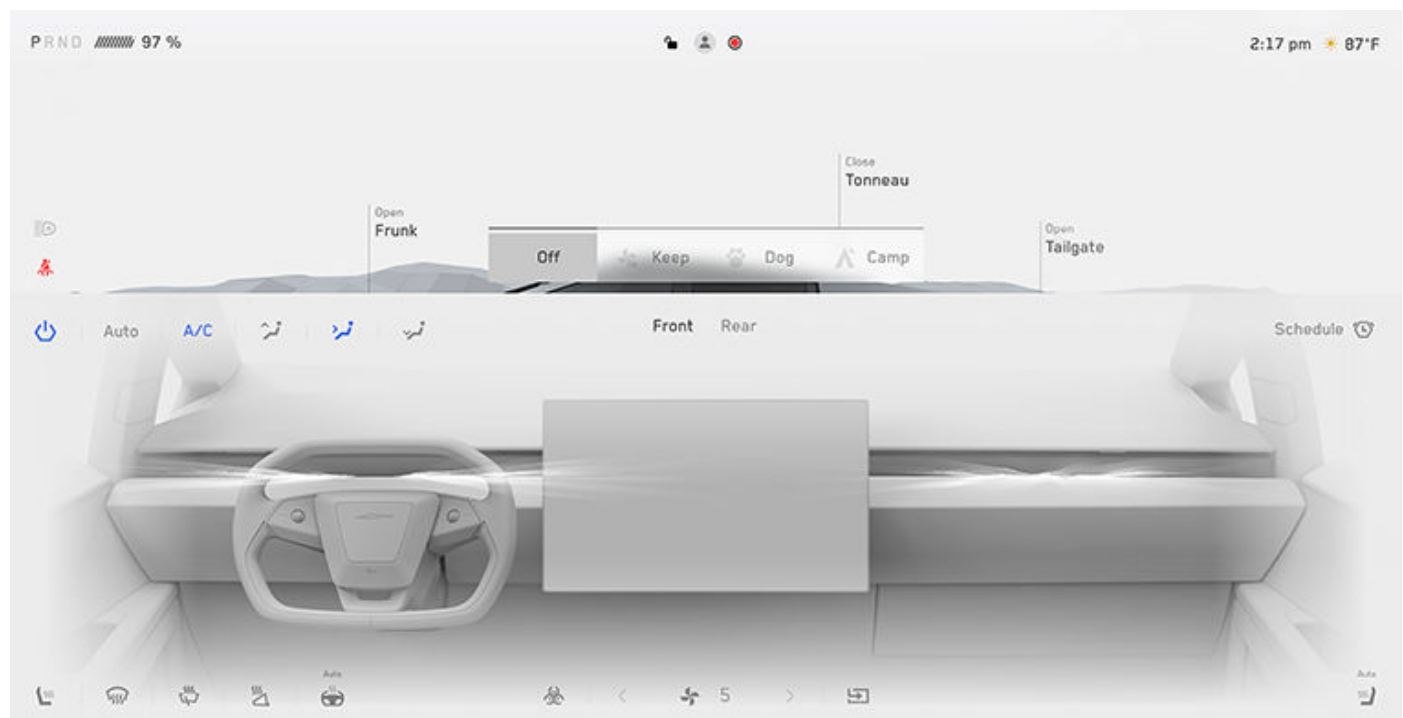 PRND 97 % 2:17 pm 87°F
Close
Tonneau
Open
Frunk
Open
Tailgate
Off Keep Dog Camp
Auto A/C Front Rear Schedule
Auto Auto
5